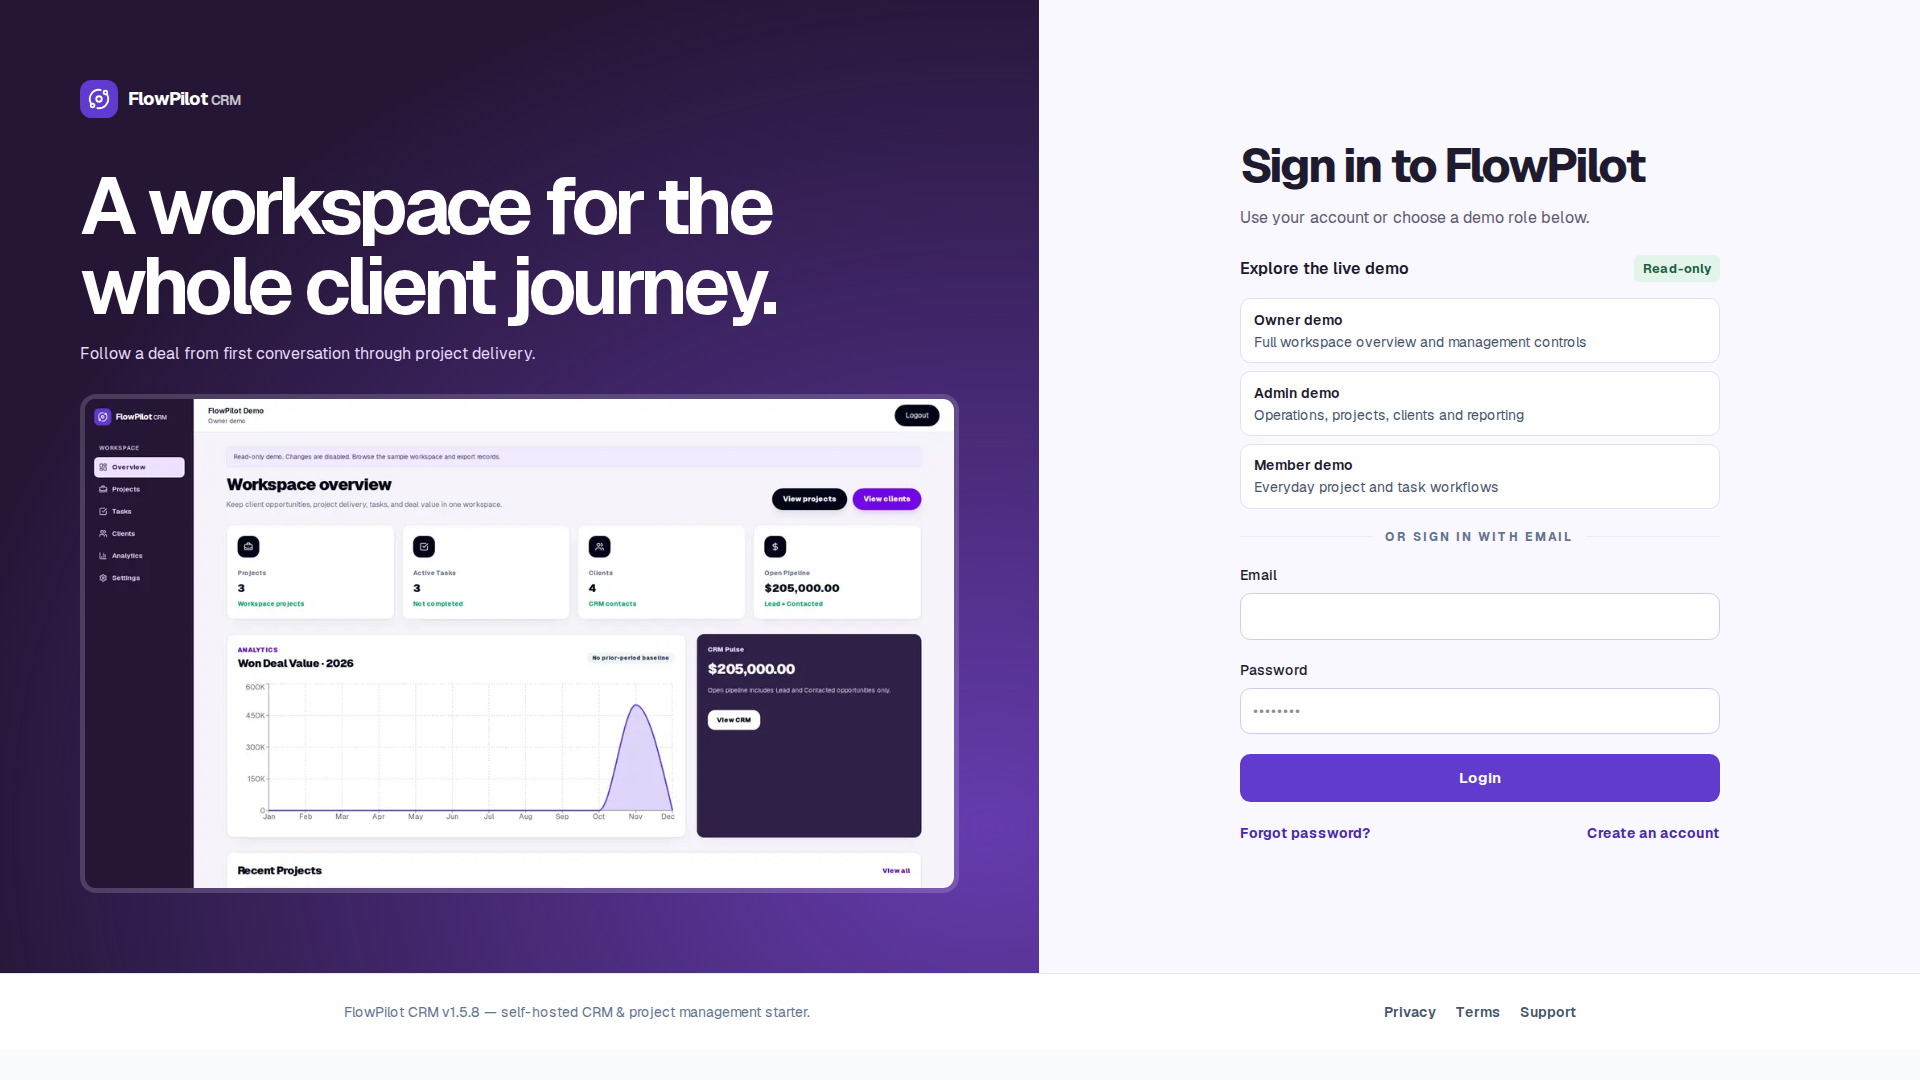 FlowPilot CRM
A workspace for the
whole client journey.
Follow a deal from first conversation through project delivery.
FlowPilot CRM
WORKSPACE
Overview
Projects
Tasks
Clients
Analytics
Settings
FlowPilot Demo
Owner demo
Logout
Read-only demo. Changes are disabled. Browse the sample workspace and export records.
Workspace overview
Keep client opportunities, project delivery, tasks, and deal value in one workspace.
View projects
View clients
Projects
3
Workspace projects
Active Tasks
3
Not completed
Clients
4
CRM contacts
Open Pipeline
$205,000.00
Lead + Contacted
ANALYTICS
Won Deal Value · 2026
No prior-period baseline
600K
450K
300K
150K
0
Jan Feb Mar Apr May Jun Jul Aug Sep Oct Nov Dec
CRM Pulse
$205,000.00
Open pipeline includes Lead and Contacted opportunities only.
View CRM
Recent Projects
View all
Sign in to FlowPilot
Use your account or choose a demo role below.
Explore the live demo
Read-only
Owner demo
Full workspace overview and management controls
Admin demo
Operations, projects, clients and reporting
Member demo
Everyday project and task workflows
OR SIGN IN WITH EMAIL
Email
Password
••••••••
Login
Forgot password?
Create an account
FlowPilot CRM v1.5.8 — self-hosted CRM & project management starter.
Privacy Terms Support